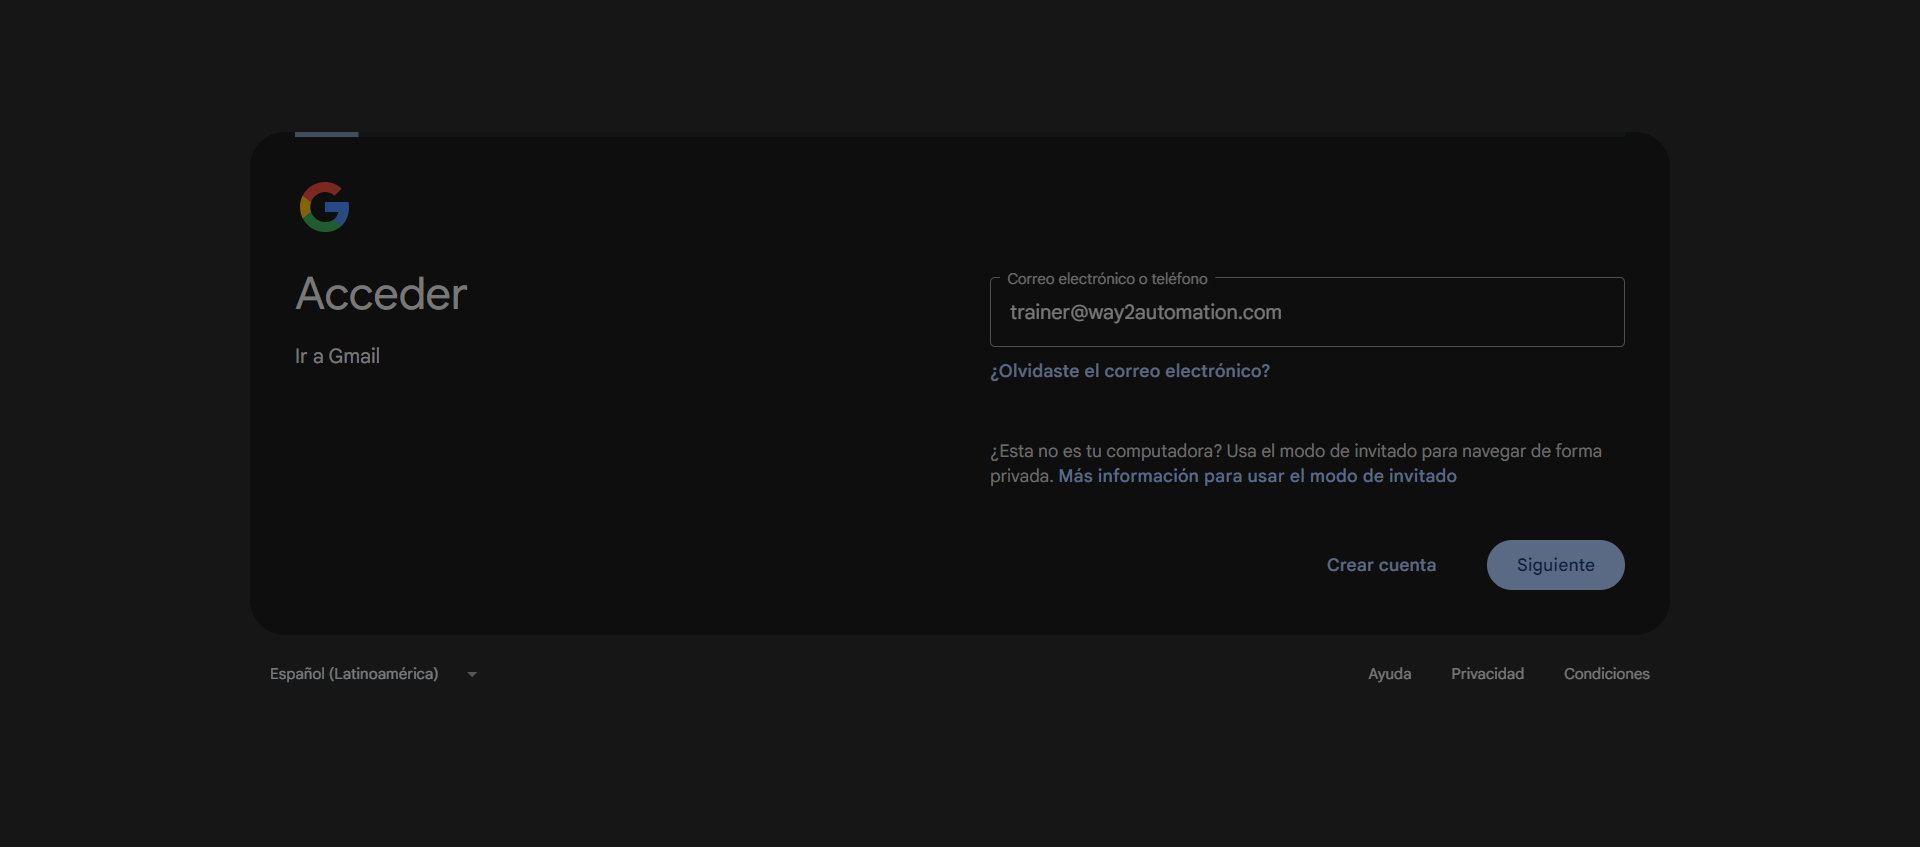 Acceder
Ir a Gmail
Correo electrónico o teléfono
trainer@way2automation.com
¿Olvidaste el correo electrónico?
¿Esta no es tu computadora? Usa el modo de invitado para navegar de forma
privada. Más información para usar el modo de invitado
Crear cuenta
Siguiente
Español (Latinoamérica)
Ayuda
Privacidad
Condiciones